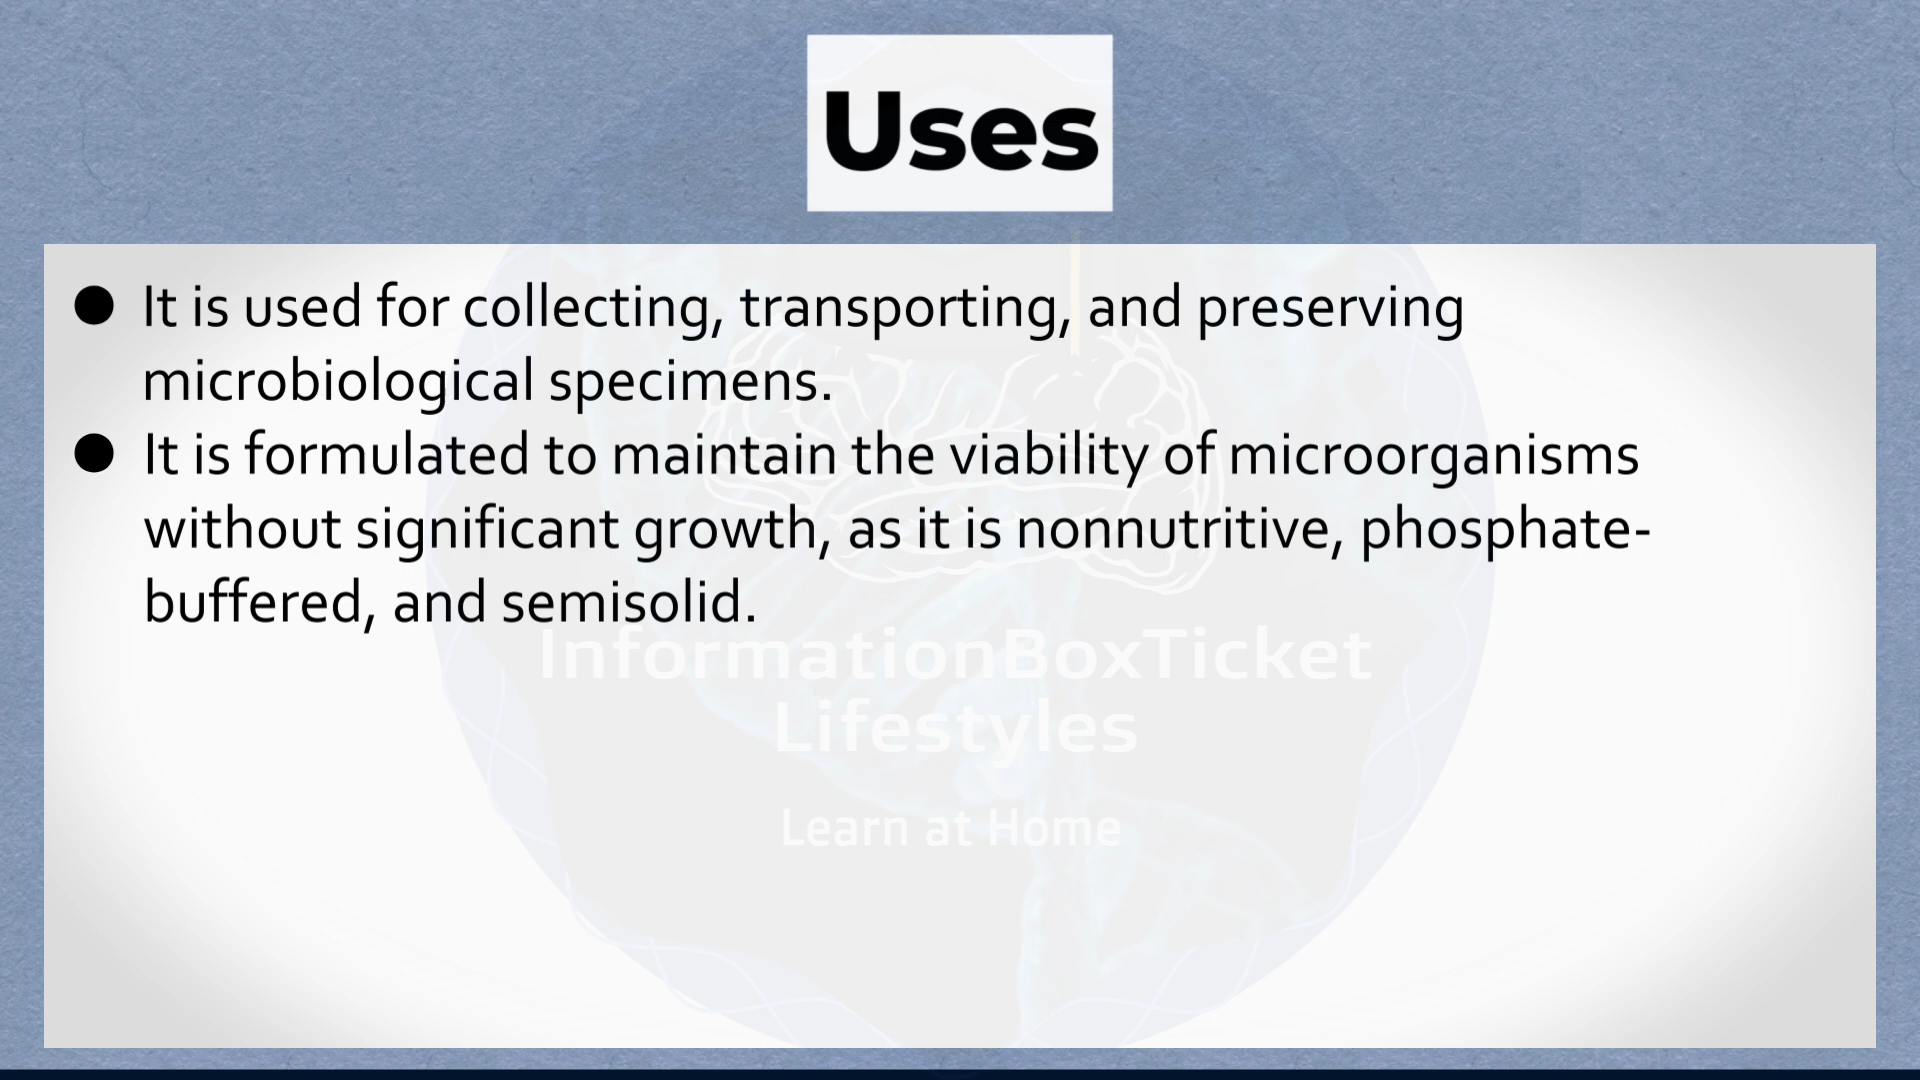 Uses
● It is used for collecting, transporting, and preserving
microbiological specimens.
● It is formulated to maintain the viability of microorganisms
without significant growth, as it is nonnutritive, phosphate-
buffered, and semisolid.
InformationBoxTicket
Lifestyles
Learn at Home